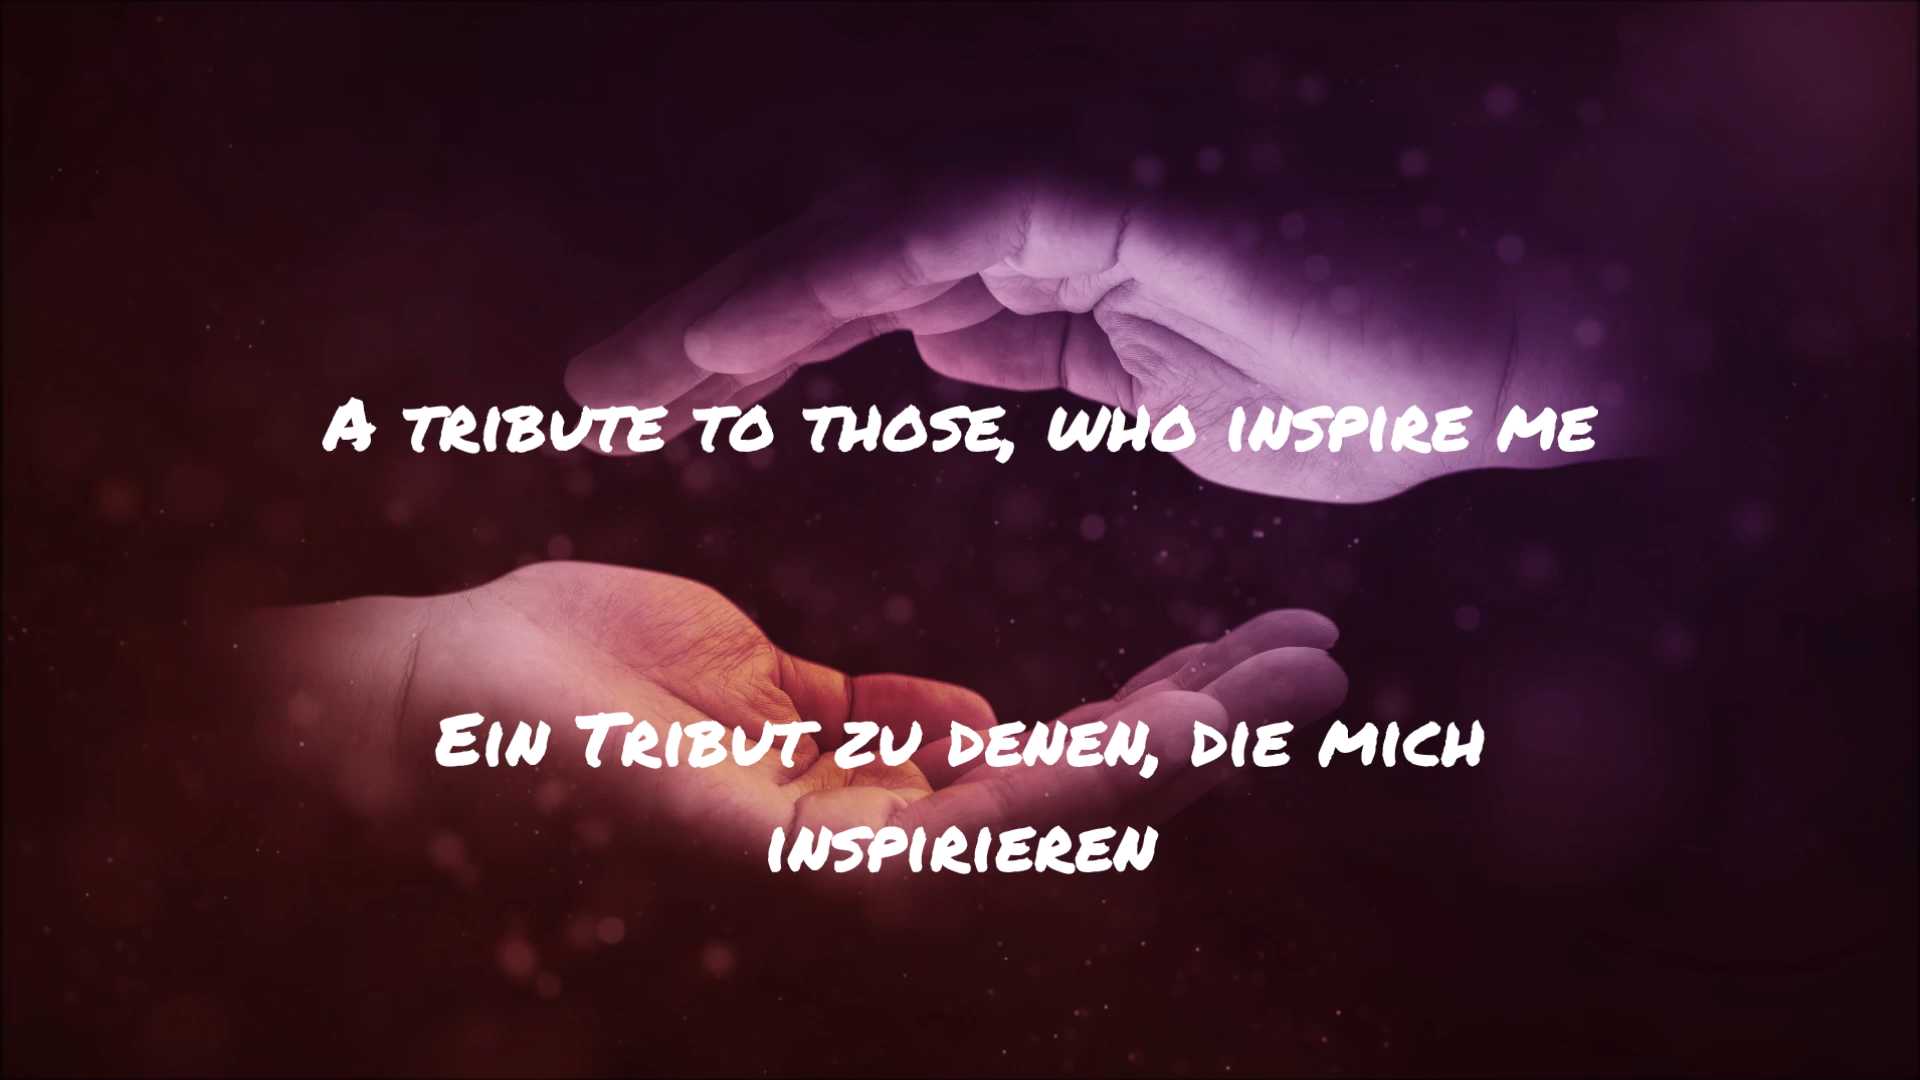 A tribute to those, who inspire me
Ein Tribut zu denen, die mich
inspirieren